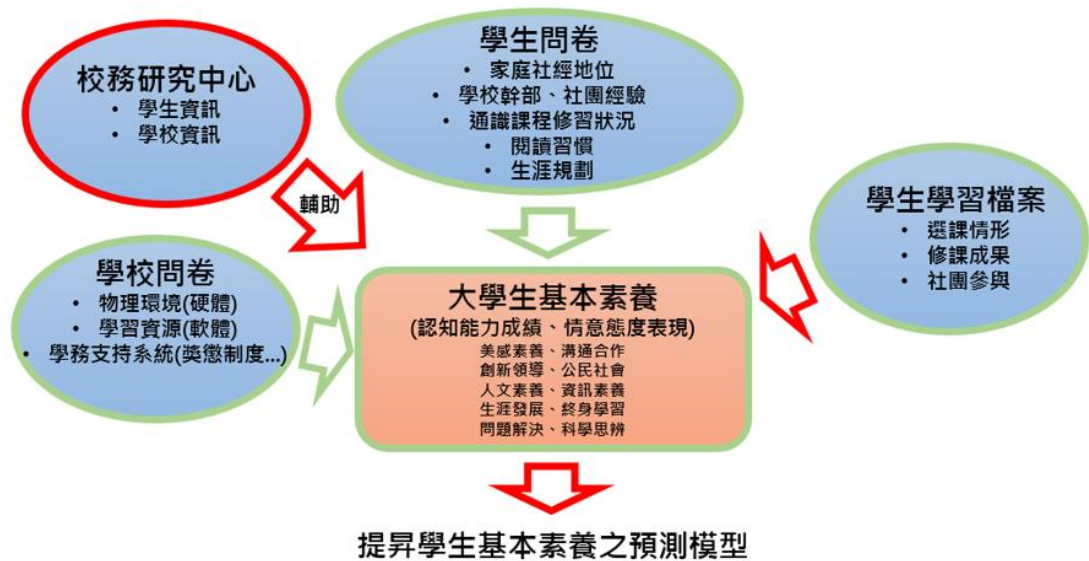 校務研究中心
• 學生資訊
• 學校資訊
學生問卷
• 家庭社經地位
• 學校幹部、社團經驗
• 通識課程修習狀況
• 閱讀習慣
• 生涯規劃
輔助
學生學習檔案
• 選課情形
• 修課成果
• 社團參與
學校問卷
• 物理環境(硬體)
• 學習資源(軟體)
• 學務支持系統(獎懲制度...)
大學生基本素養
(認知能力成績、情意態度表現)
美感素養、溝通合作
創新領導、公民社會
人文素養、資訊素養
生涯發展、終身學習
問題解決、科學思辨
提昇學生基本素養之預測模型